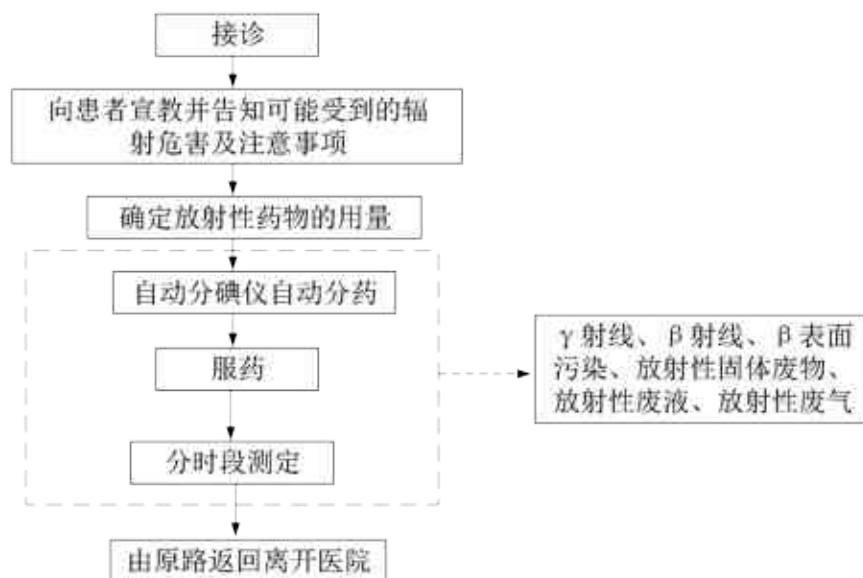 接诊
向患者宣教并告知可能受到的辐
射危害及注意事项
确定放射性药物的用量
自动分碘仪自动分药
服药
分时段测定
由原路返回离开医院
γ射线、β射线、β表面
污染、放射性固体废物、
放射性废液、放射性废气